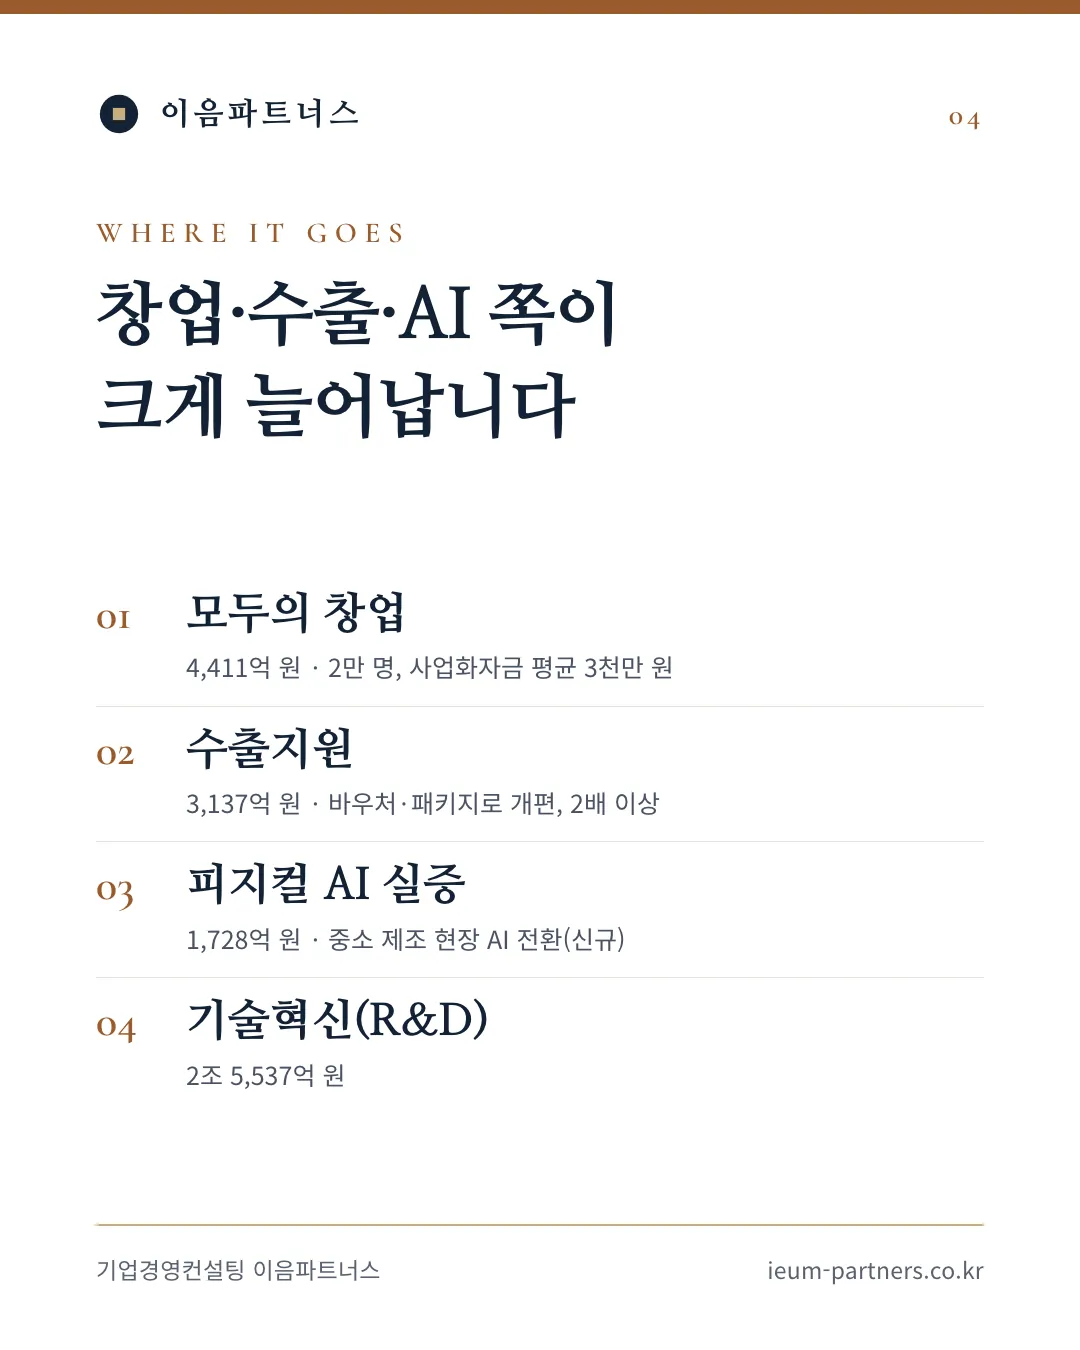 이음파트너스
04
WHERE IT GOES
창업·수출·AI 쪽이
크게 늘어납니다
01 모두의 창업
4,411억 원 · 2만 명, 사업화자금 평균 3천만 원
02 수출지원
3,137억 원 · 바우처·패키지로 개편, 2배 이상
03 피지컬 AI 실증
1,728억 원 · 중소 제조 현장 AI 전환(신규)
04 기술혁신(R&D)
2조 5,537억 원
기업경영컨설팅 이음파트너스
ieum-partners.co.kr